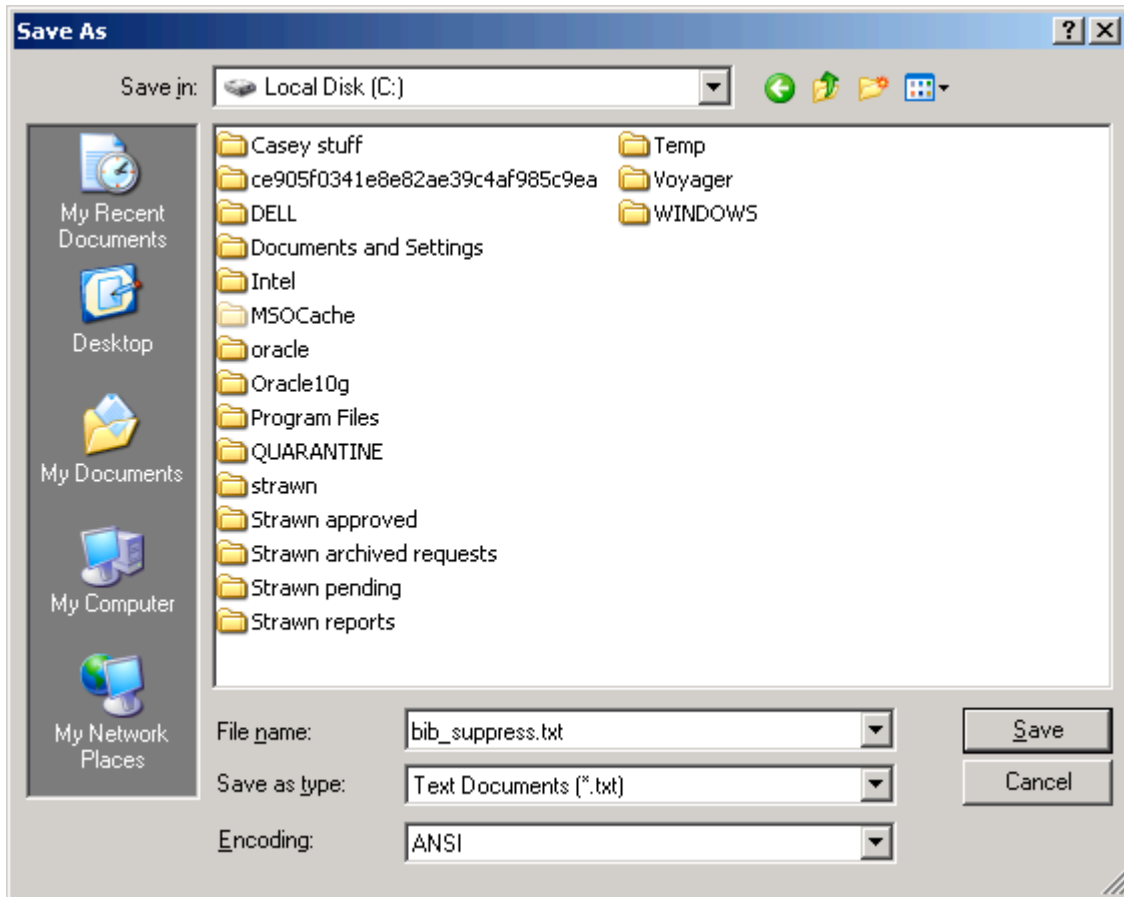 Save As
Save in:
Local Disk (C:)
My Recent
Documents
Desktop
My Documents
My Computer
My Network
Places
Casey stuff
ce905f0341e8e82ae39c4af985c9ea
DELL
Documents and Settings
Intel
MSOCache
oracle
Oracle10g
Program Files
QUARANTINE
strawn
Strawn approved
Strawn archived requests
Strawn pending
Strawn reports
Temp
Voyager
WINDOWS
File name:
bib_suppress.txt
Save
Save as type:
Text Documents (*.txt)
Cancel
Encoding:
ANSI